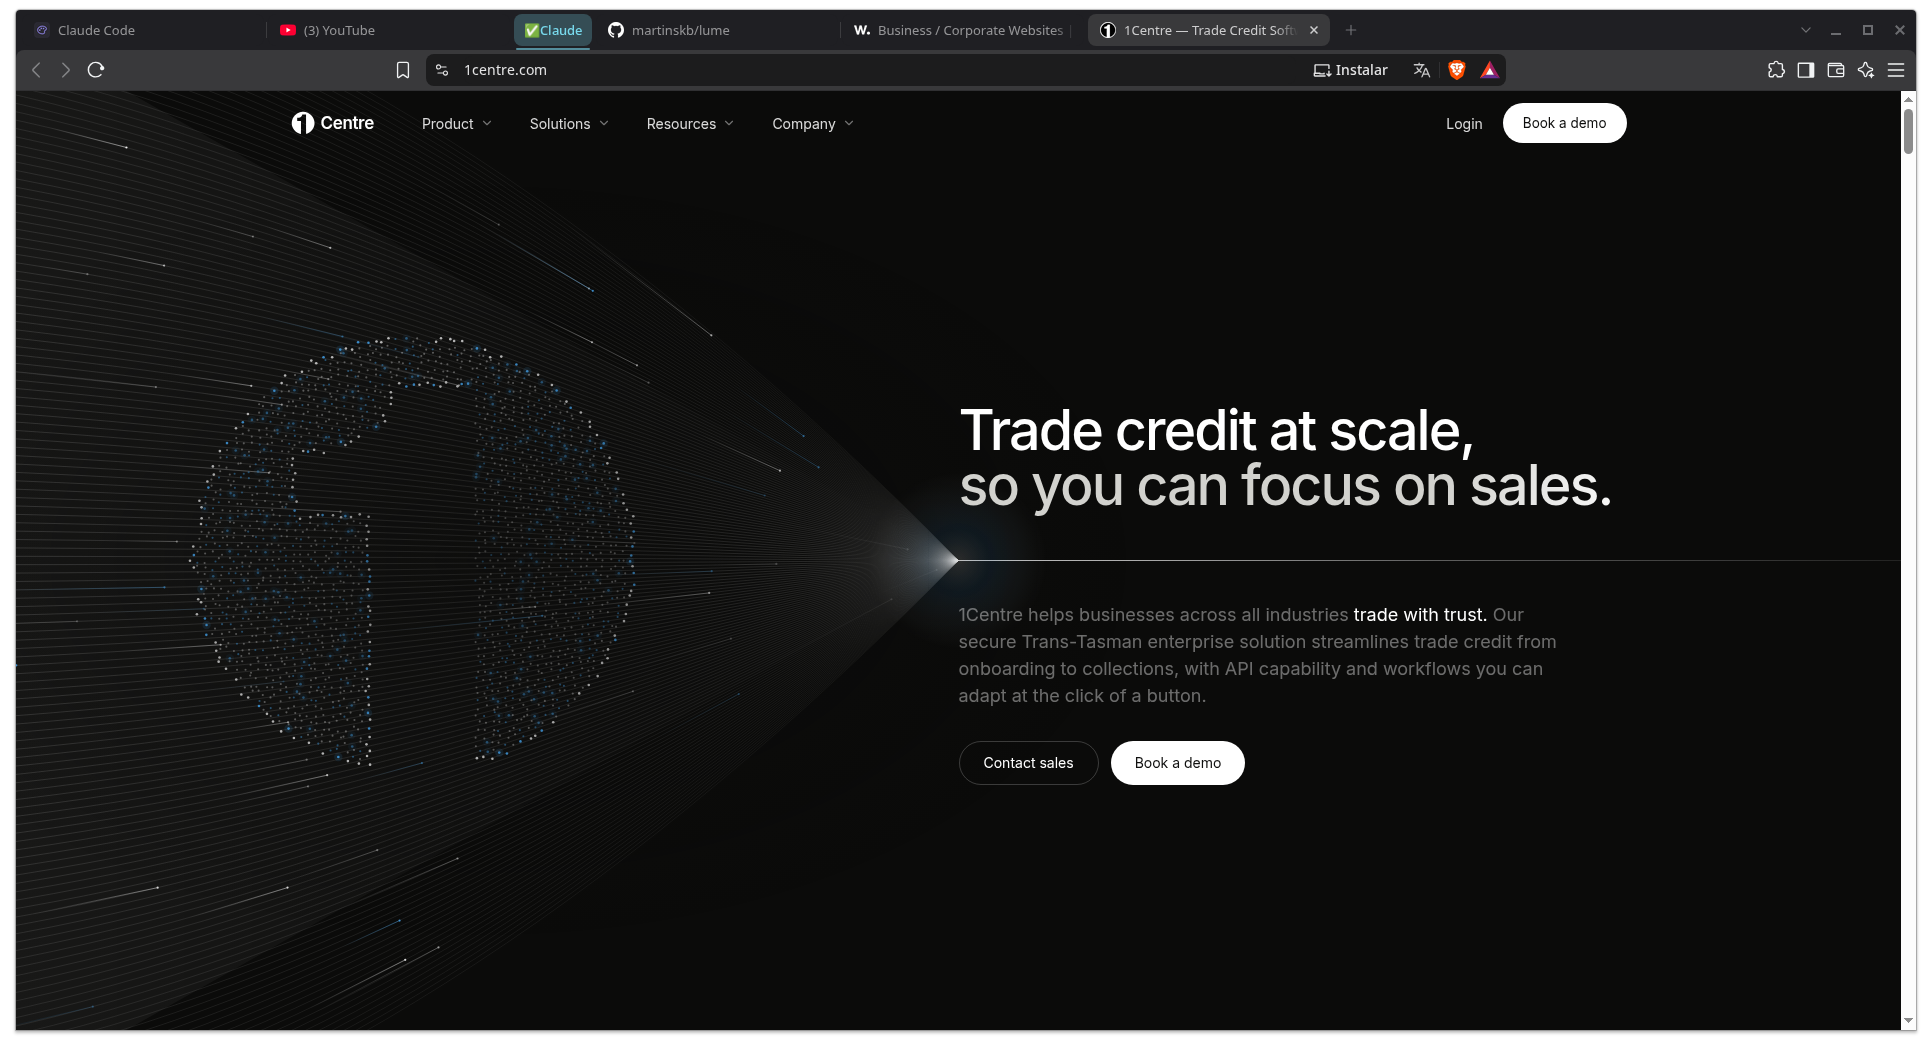 Claude Code
(3) YouTube
✅Claude
martinskb/lume
W. Business / Corporate Websites
1Centre — Trade Credit Soft
1centre.com
Instalar
1 Centre
Product
Solutions
Resources
Company
Login
Book a demo
Trade credit at scale,
so you can focus on sales.
1Centre helps businesses across all industries trade with trust. Our
secure Trans-Tasman enterprise solution streamlines trade credit from
onboarding to collections, with API capability and workflows you can
adapt at the click of a button.
Contact sales
Book a demo